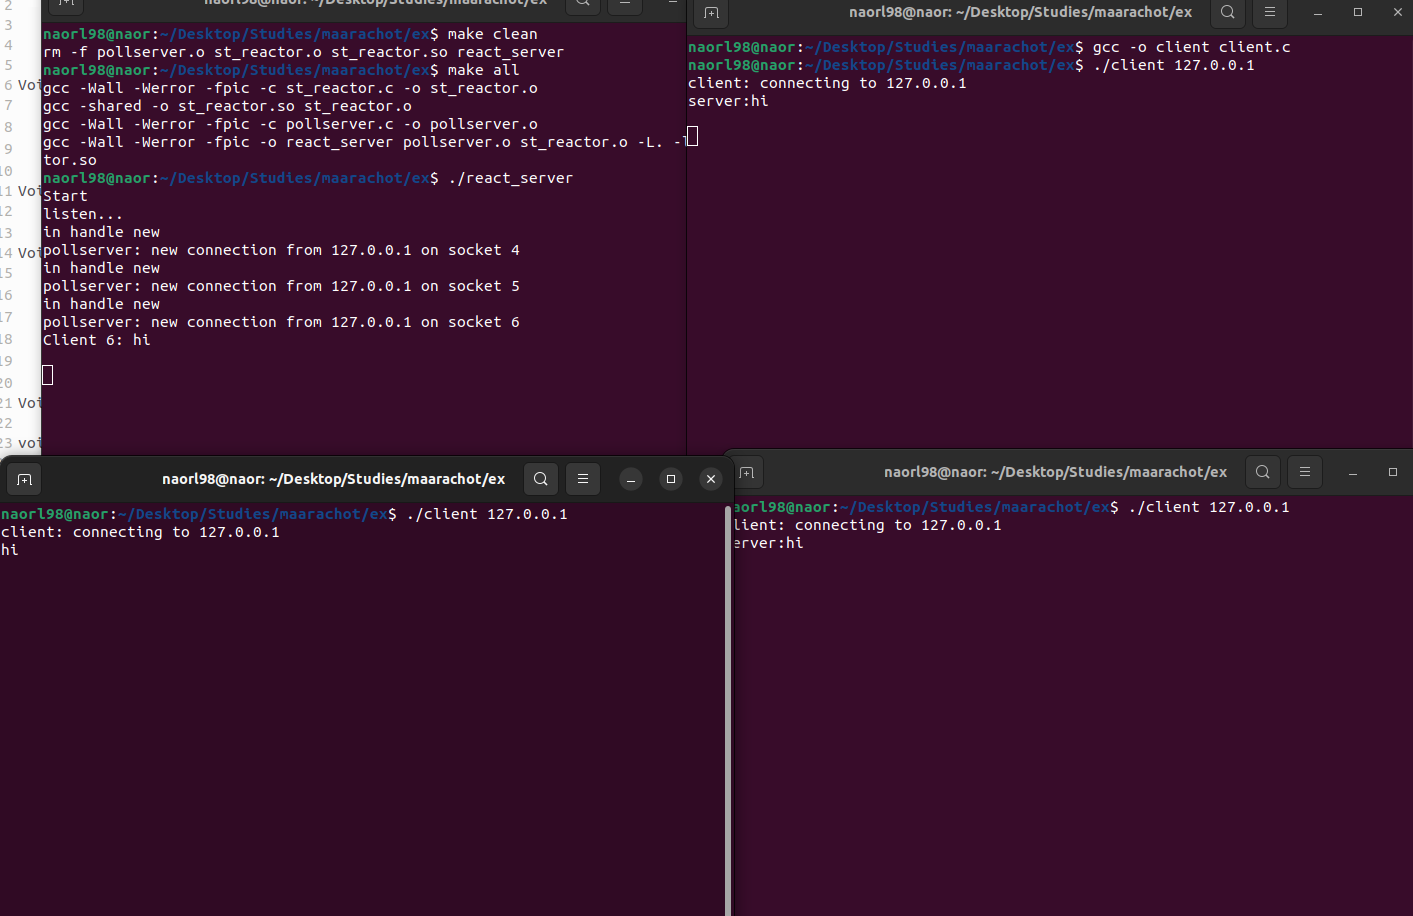 naorl98@naor: ~/Desktop/Studies/maarachot/ex
naorl98@naor:~/Desktop/Studies/maarachot/ex$ make clean
rm -f pollserver.o st_reactor.o st_reactor.so react_server
naorl98@naor:~/Desktop/Studies/maarachot/ex$ make all
gcc -Wall -Werror -fpic -c st_reactor.c -o st_reactor.o
gcc -shared -o st_reactor.so st_reactor.o
gcc -Wall -Werror -fpic -c pollserver.c -o pollserver.o
gcc -Wall -Werror -fpic -o react_server pollserver.o st_reactor.o -L. -
tor.so
naorl98@naor:~/Desktop/Studies/maarachot/ex$ ./react_server
Start
listen...
in handle new
pollserver: new connection from 127.0.0.1 on socket 4
in handle new
pollserver: new connection from 127.0.0.1 on socket 5
in handle new
pollserver: new connection from 127.0.0.1 on socket 6
Client 6: hi
2
3
4
5
6 Voi
7
8
9
10
11 Voi
12
13
14 Voi
15
16
17
18
19
20
21 Voi
22
23 voi
naorl98@naor: ~/Desktop/Studies/maarachot/ex
naorl98@naor:~/Desktop/Studies/maarachot/ex$ gcc -o client client.c
naorl98@naor:~/Desktop/Studies/maarachot/ex$ ./client 127.0.0.1
client: connecting to 127.0.0.1
server:hi
naorl98@naor: ~/Desktop/Studies/maarachot/ex
naorl98@naor:~/Desktop/Studies/maarachot/ex$ ./client 127.0.0.1
client: connecting to 127.0.0.1
hi
naorl98@naor: ~/Desktop/Studies/maarachot/ex
aorl98@naor:~/Desktop/Studies/maarachot/ex$ ./client 127.0.0.1
lient: connecting to 127.0.0.1
erver:hi